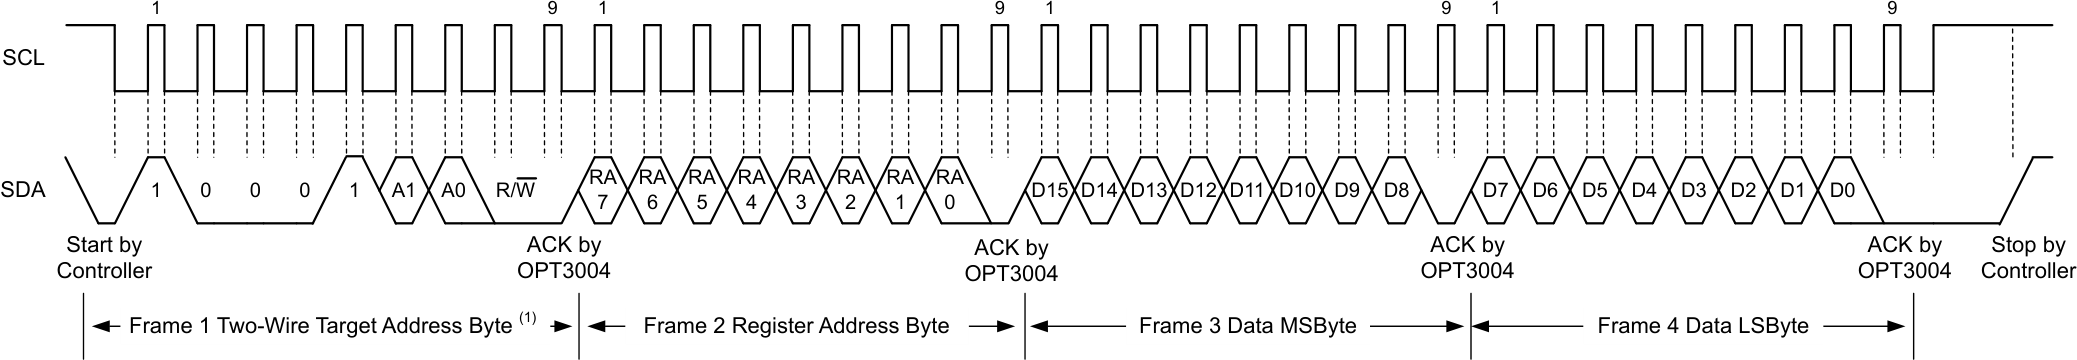 1 9 1 9 1 9 1 9
SCL
SDA 1 0 0 0 1 A1 A0 R/W̅ RA RA RA RA RA RA RA RA D15 D14 D13 D12 D11 D10 D9 D8 D7 D6 D5 D4 D3 D2 D1 D0
7 6 5 4 3 2 1 0
Start by
Controller
ACK by
OPT3004
ACK by
OPT3004
ACK by
OPT3004
ACK by
OPT3004
Stop by
Controller
Frame 1 Two-Wire Target Address Byte (1)
Frame 2 Register Address Byte
Frame 3 Data MSByte
Frame 4 Data LSByte